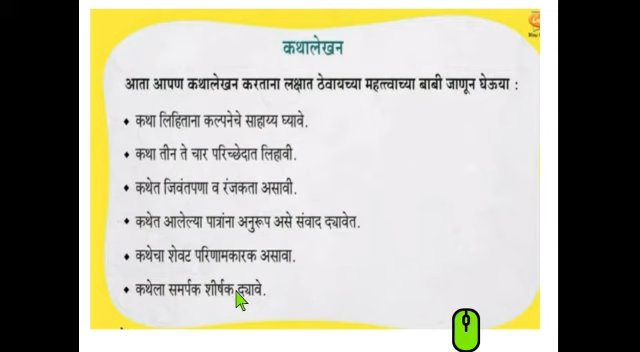 कथालेखन
आता आपण कथालेखन करताना लक्षात ठेवायच्या महत्त्वाच्या बाबी जाणून घेऊया :
♦ कथा लिहिताना कल्पनेचे साहाय्य घ्यावे.
♦ कथा तीन ते चार परिच्छेदात लिहावी.
♦ कथेत जिवंतपणा व रंजकता असावी.
♦ कथेत आलेल्या पात्रांना अनुरूप असे संवाद द्यावेत.
♦ कथेचा शेवट परिणामकारक असावा.
♦ कथेला समर्पक शीर्षक द्यावे.